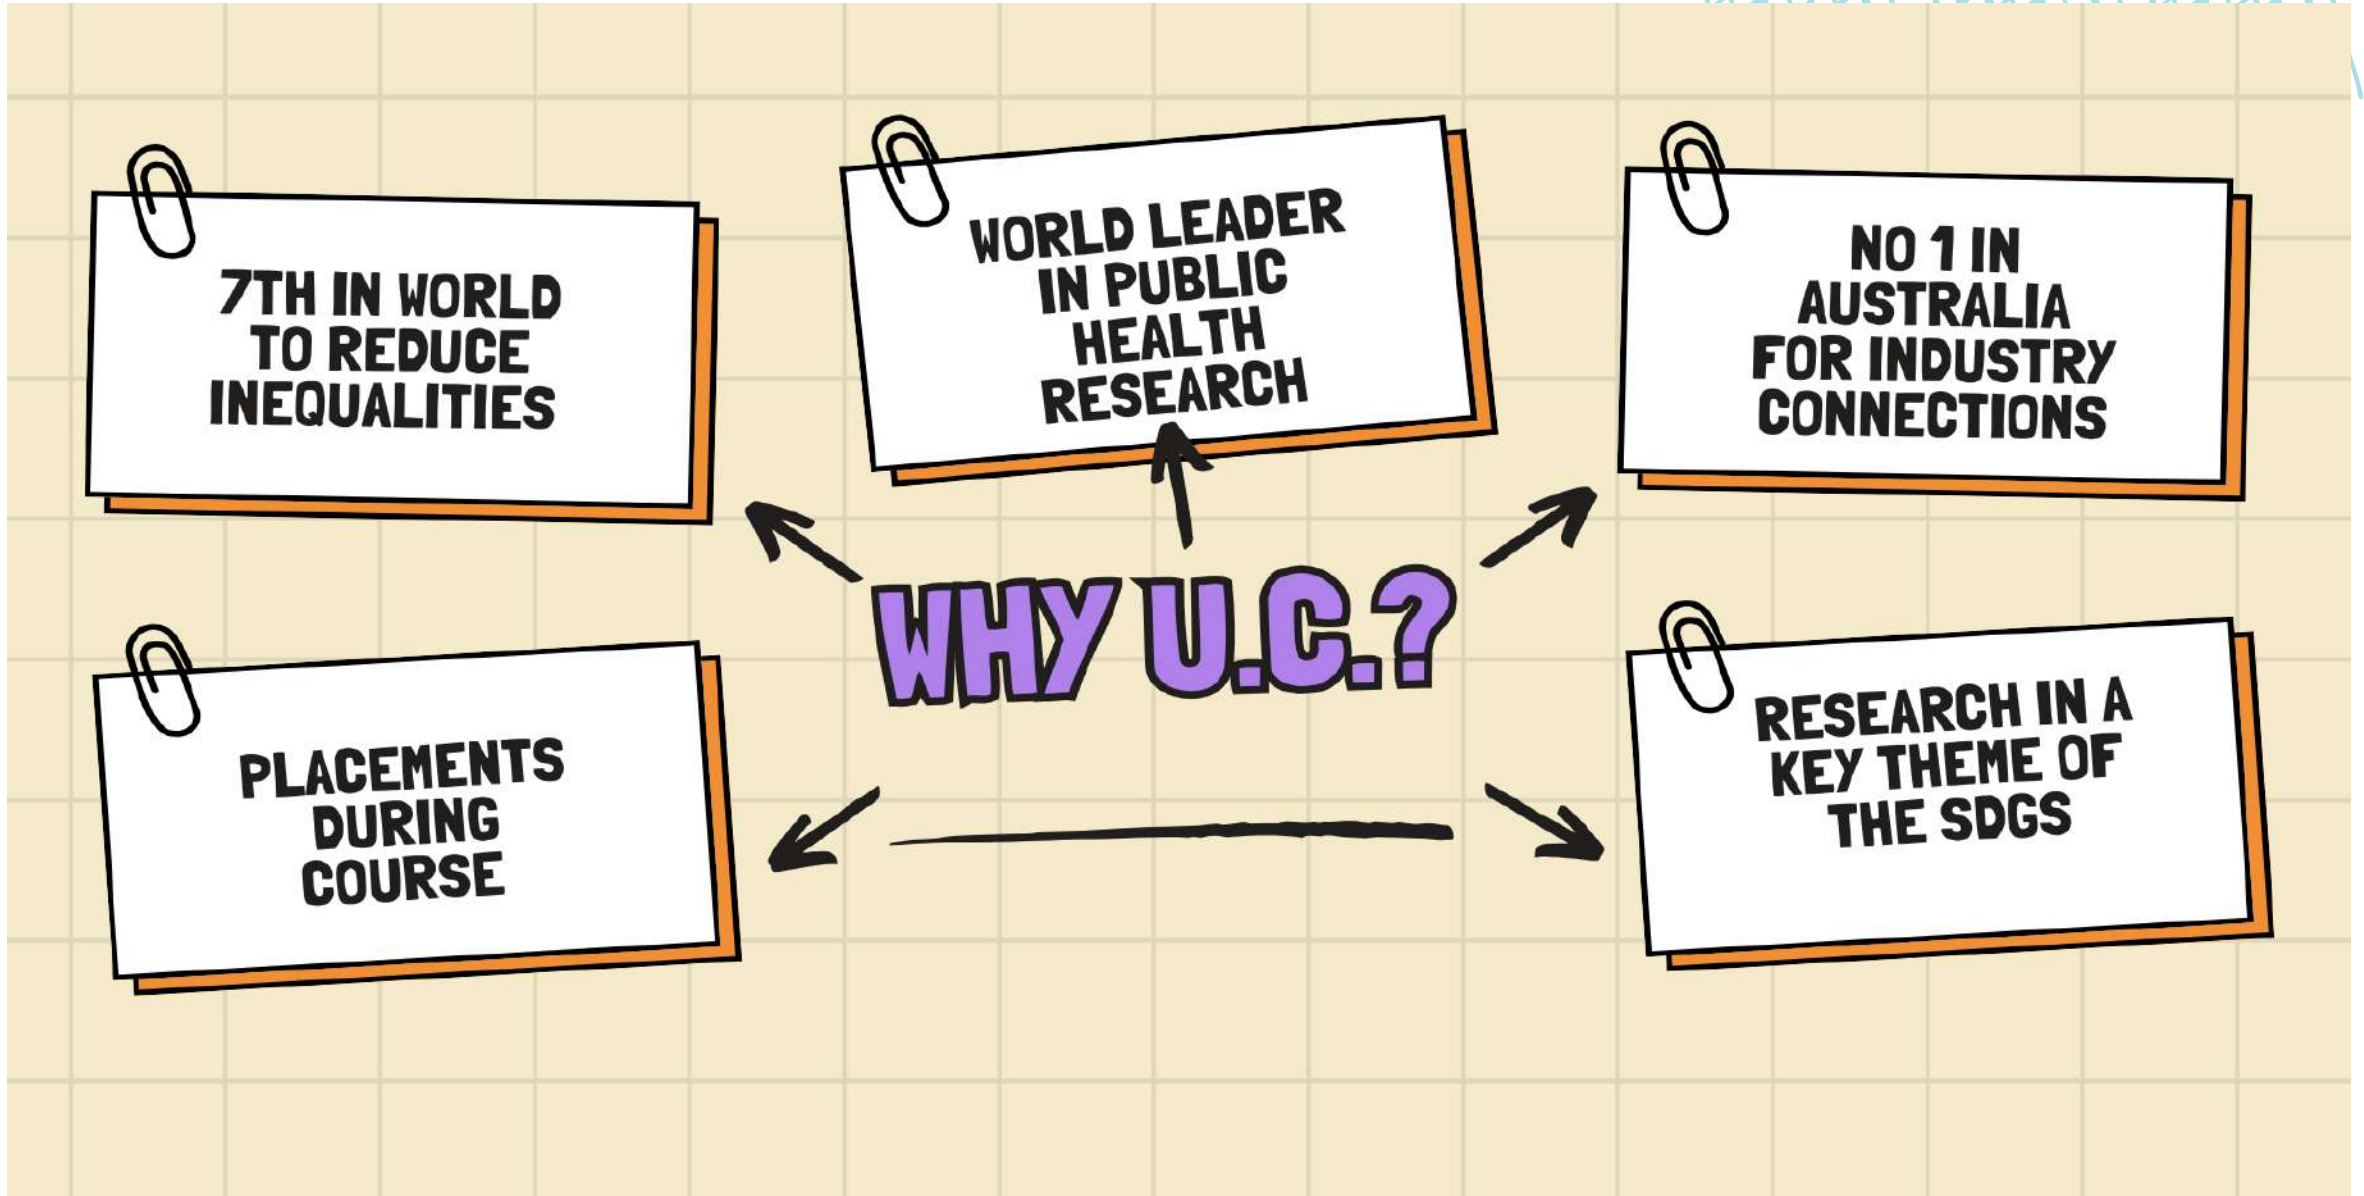 7TH IN WORLD
TO REDUCE
INEQUALITIES
WORLD LEADER
IN PUBLIC
HEALTH
RESEARCH
NO 1 IN
AUSTRALIA
FOR INDUSTRY
CONNECTIONS
WHY U.C.?
PLACEMENTS
DURING
COURSE
RESEARCH IN A
KEY THEME OF
THE SDGS